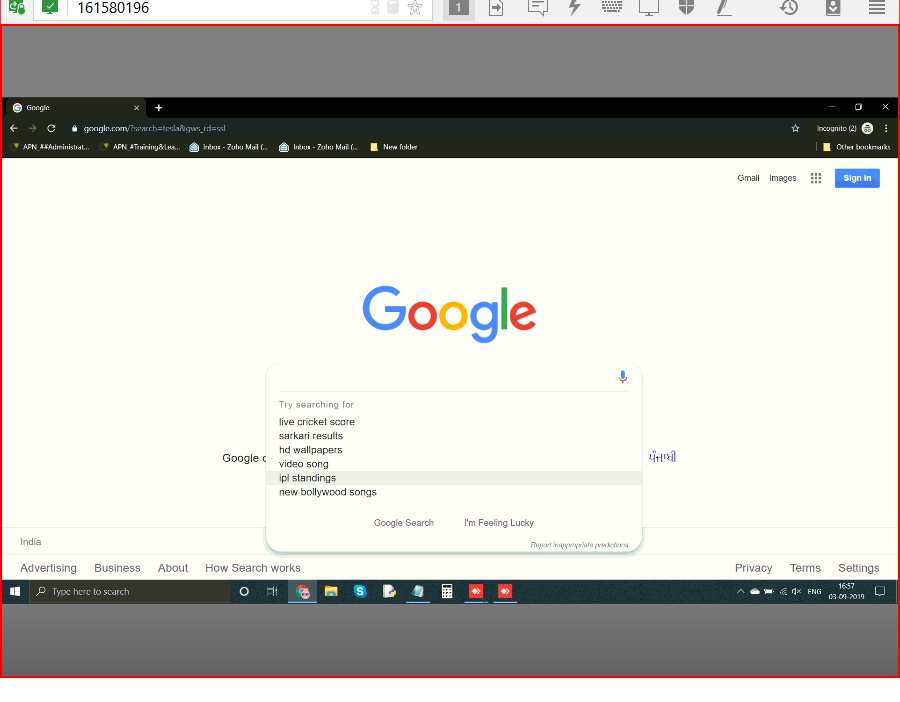 161580196
1
Google
google.com/?search=tesla&gws_rd=ssl
Incognito (2)
APN_##Administrat... APN_#Training&Lea... Inbox - Zoho Mail (... Inbox - Zoho Mail (... New folder Other bookmarks
Gmail Images Sign in
Google
Try searching for
live cricket score
sarkari results
hd wallpapers
Google ਪੰਜਾਬੀ
video song
ipl standings
new bollywood songs
Google Search I'm Feeling Lucky
India
Report inappropriate predictions
Advertising Business About How Search works Privacy Terms Settings
Type here to search
ENG
16:57
03-09-2019